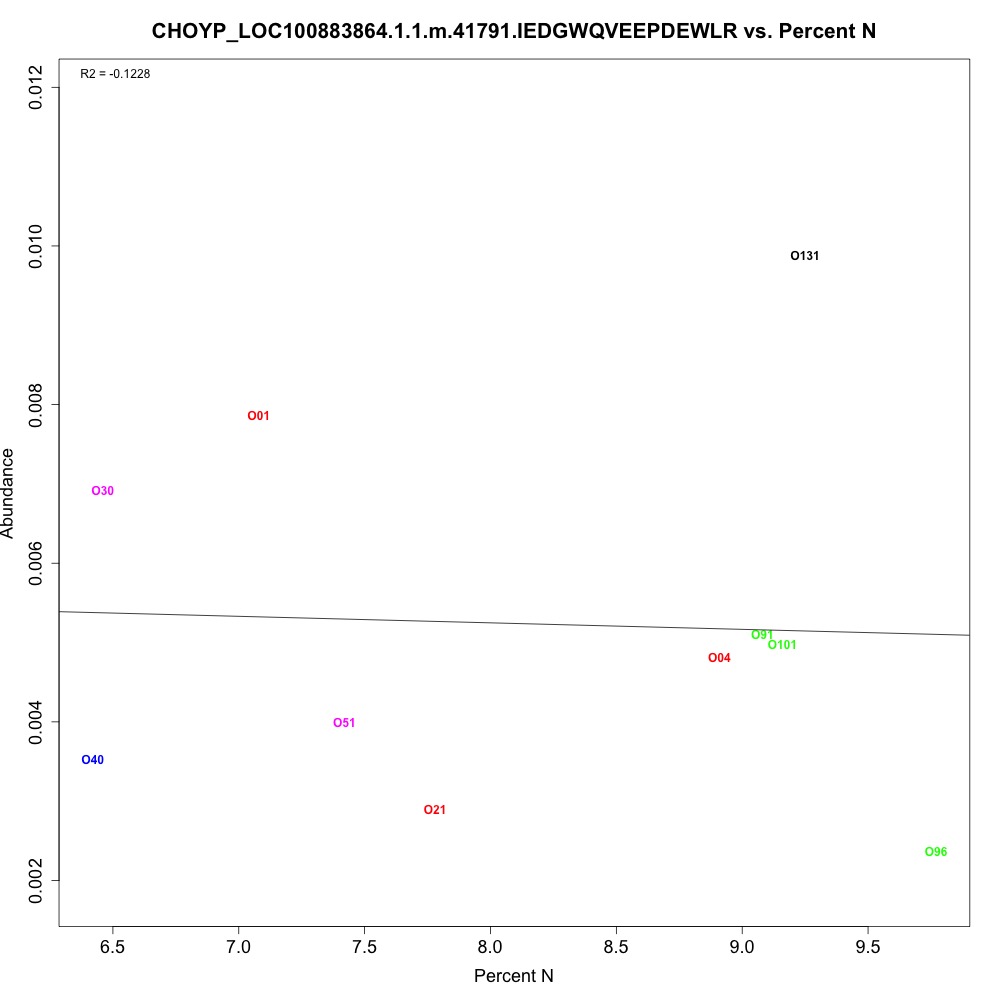 CHOYP_LOC100883864.1.1.m.41791.IEDGWQVEEPDEWLR vs. Percent N
R2 = -0.1228
0.012
0.010
O131
0.008
O01
Abundance
O30
0.006
O91
O101
O04
0.004
O51
O40
O21
O96
0.002
6.5 7.0 7.5 8.0 8.5 9.0 9.5
Percent N